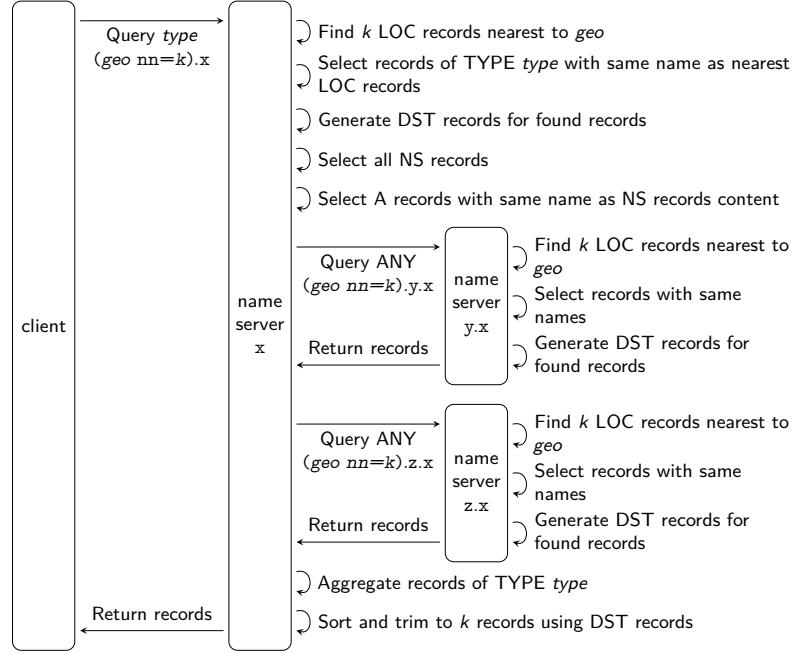 Query type
(geo nn=k).x
Find k LOC records nearest to geo
Select records of TYPE type with same name as nearest
LOC records
Generate DST records for found records
Select all NS records
Select A records with same name as NS records content
client
name
server
x
Query ANY
(geo nn=k).y.x
name
server
y.x
Find k LOC records nearest to
geo
Select records with same
names
Generate DST records for
found records
Return records
Query ANY
(geo nn=k).z.x
name
server
z.x
Find k LOC records nearest to
geo
Select records with same
names
Generate DST records for
found records
Return records
Aggregate records of TYPE type
Return records
Sort and trim to k records using DST records